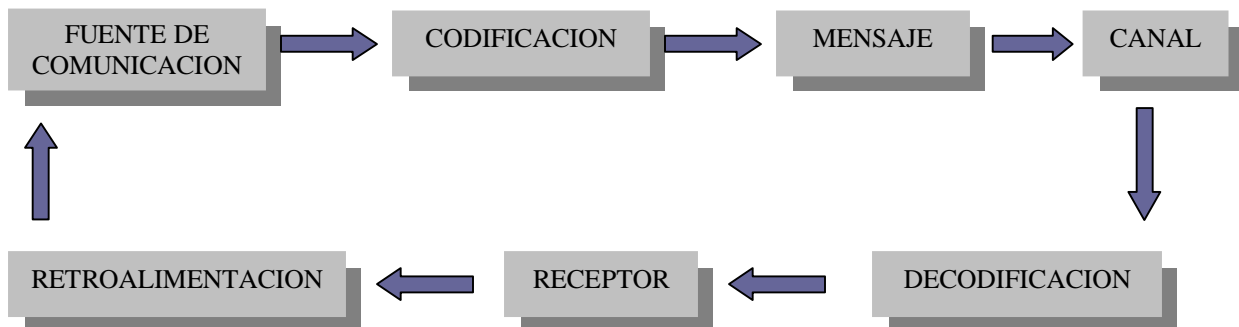 FUENTE DE
COMUNICACION
CODIFICACION
MENSAJE
CANAL
DECODIFICACION
RECEPTOR
RETROALIMENTACION